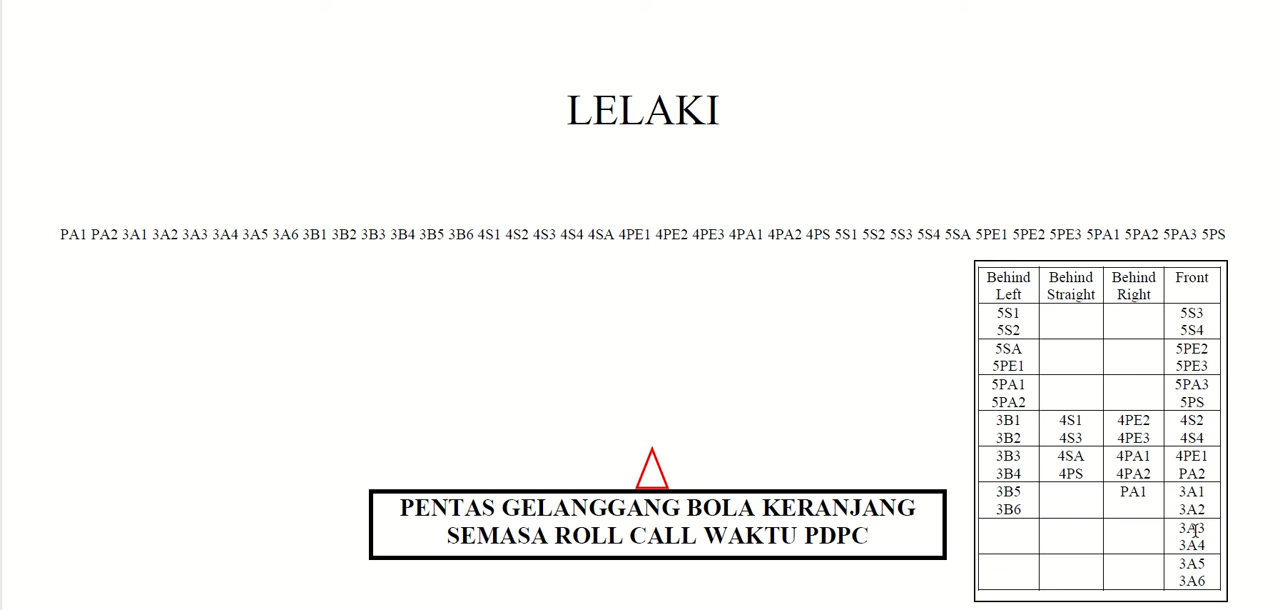 LELAKI
PA1 PA2 3A1 3A2 3A3 3A4 3A5 3A6 3B1 3B2 3B3 3B4 3B5 3B6 4S1 4S2 4S3 4S4 4SA 4PE1 4PE2 4PE3 4PA1 4PA2 4PS 5S1 5S2 5S3 5S4 5SA 5PE1 5PE2 5PE3 5PA1 5PA2 5PA3 5PS
Behind Behind Behind Front
Left Straight Right
5S1 5S3
5S2 5S4
5SA 5PE2
5PE1 5PE3
5PA1 5PA3
5PA2 5PS
3B1 4S1 4PE2 4S2
3B2 4S3 4PE3 4S4
3B3 4SA 4PA1 4PE1
3B4 4PS 4PA2 PA2
3B5 PA1 3A1
3B6 3A2
3A3
3A4
3A5
3A6
PENTAS GELANGGANG BOLA KERANJANG
SEMASA ROLL CALL WAKTU PDPC